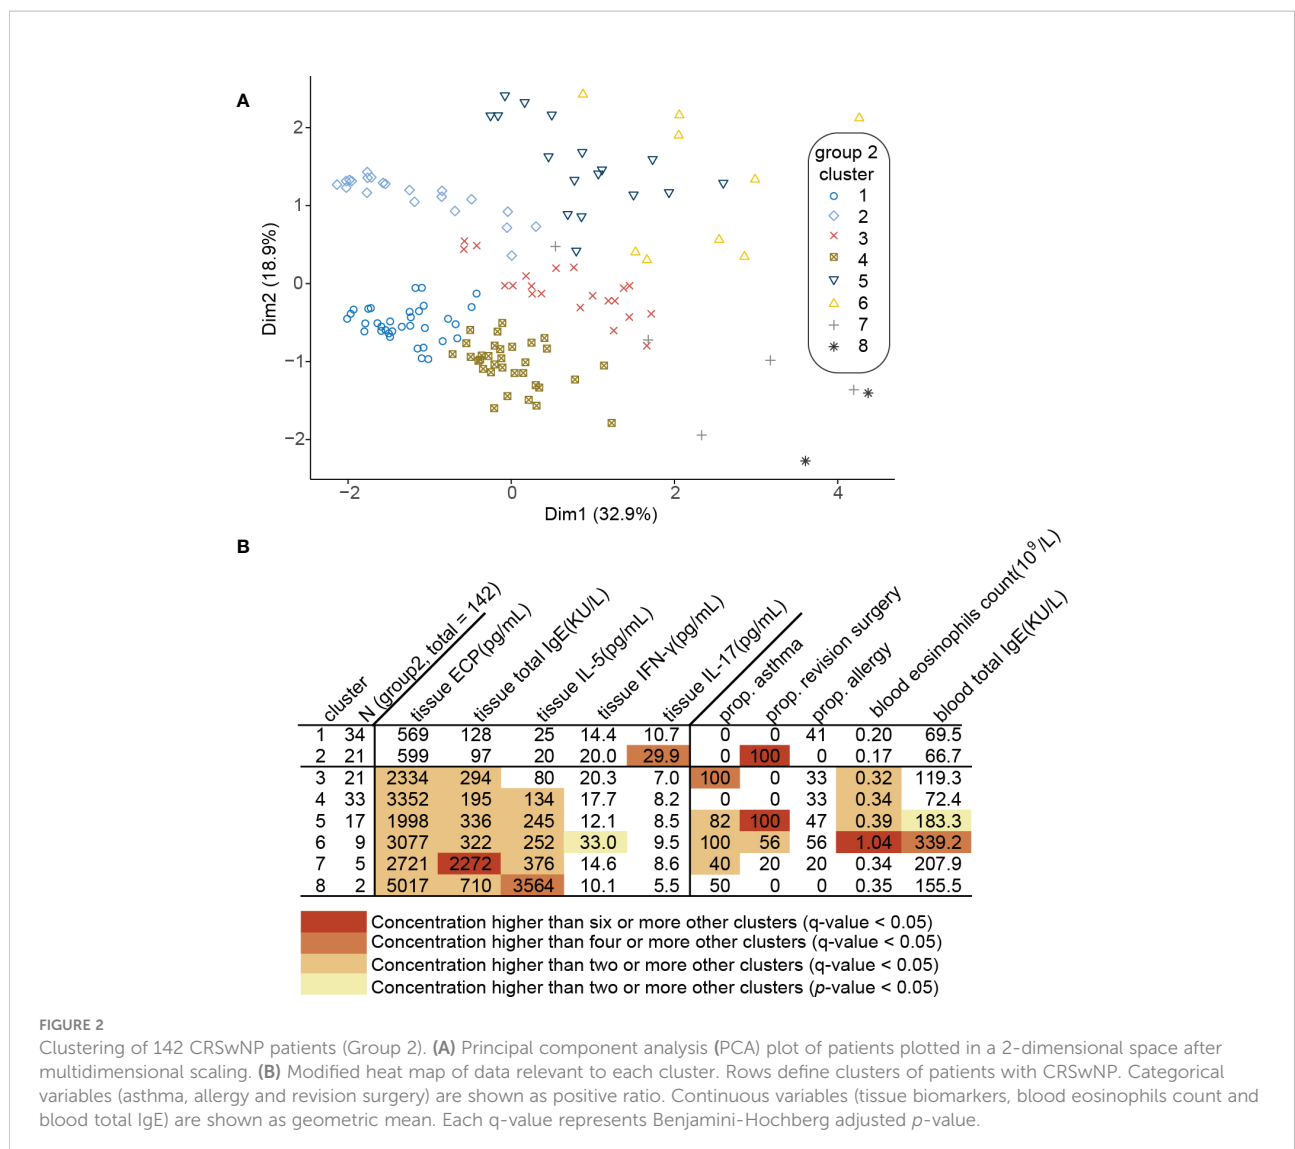 A
2
1
0
−1
−2
Dim2 (18.9%)
−2
0
2
4
Dim1 (32.9%)
group 2
cluster
1
2
3
4
5
6
7
8
B
cluster
N (group2, total = 142)
tissue ECP(pg/mL)
tissue total IgE(KU/L)
tissue IL-5(pg/mL)
tissue IFN-γ(pg/mL)
tissue IL-17(pg/mL)
prop. asthma
prop. revision surgery
prop. allergy
blood eosinophils count(10⁹/L)
blood total IgE(KU/L)
1 34 569 128 25 14.4 10.7 0 0 41 0.20 69.5
2 21 599 97 20 20.0 29.9 0 100 0 0.17 66.7
3 21 2334 294 80 20.3 7.0 100 0 33 0.32 119.3
4 33 3352 195 134 17.7 8.2 0 0 33 0.34 72.4
5 17 1998 336 245 12.1 8.5 82 100 47 0.39 183.3
6 9 3077 322 252 33.0 9.5 100 56 56 1.04 339.2
7 5 2721 2272 376 14.6 8.6 40 20 20 0.34 207.9
8 2 5017 710 3564 10.1 5.5 50 0 0 0.35 155.5
Concentration higher than six or more other clusters (q-value < 0.05)
Concentration higher than four or more other clusters (q-value < 0.05)
Concentration higher than two or more other clusters (q-value < 0.05)
Concentration higher than two or more other clusters (p-value < 0.05)
FIGURE 2
Clustering of 142 CRSwNP patients (Group 2). (A) Principal component analysis (PCA) plot of patients plotted in a 2-dimensional space after
multidimensional scaling. (B) Modified heat map of data relevant to each cluster. Rows define clusters of patients with CRSwNP. Categorical
variables (asthma, allergy and revision surgery) are shown as positive ratio. Continuous variables (tissue biomarkers, blood eosinophils count and
blood total IgE) are shown as geometric mean. Each q-value represents Benjamini-Hochberg adjusted p-value.